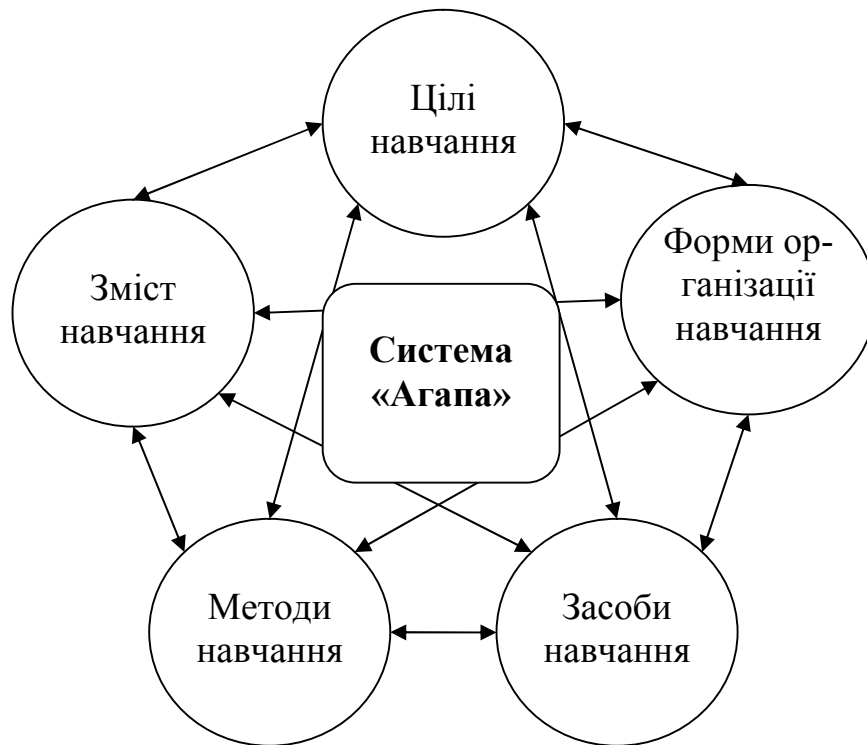 Цілі
навчання
Форми ор-
ганізації
навчання
Зміст
навчання
Система
«Агапа»
Методи
навчання
Засоби
навчання